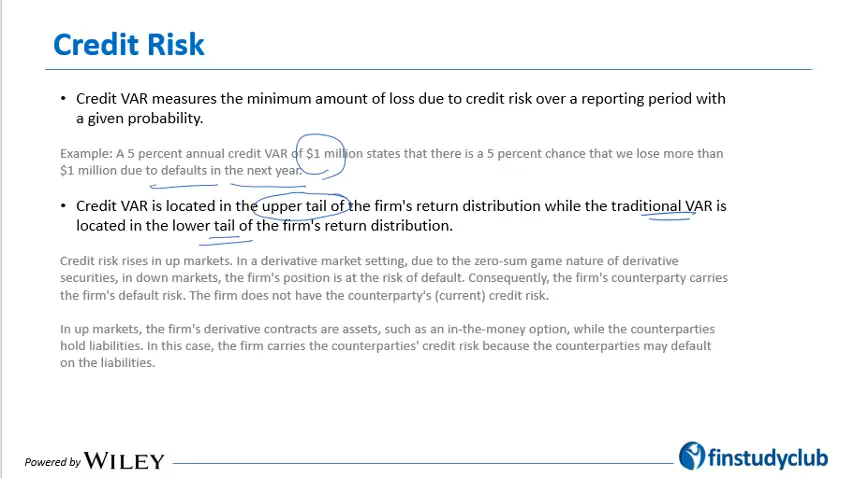 Credit Risk
• Credit VAR measures the minimum amount of loss due to credit risk over a reporting period with
a given probability.
Example: A 5 percent annual credit VAR of $1 million states that there is a 5 percent chance that we lose more than
$1 million due to defaults in the next year.
• Credit VAR is located in the upper tail of the firm's return distribution while the traditional VAR is
located in the lower tail of the firm's return distribution.
Credit risk rises in up markets. In a derivative market setting, due to the zero-sum game nature of derivative
securities, in down markets, the firm's position is at the risk of default. Consequently, the firm's counterparty carries
the firm's default risk. The firm does not have the counterparty's (current) credit risk.
In up markets, the firm's derivative contracts are assets, such as an in-the-money option, while the counterparties
hold liabilities. In this case, the firm carries the counterparties' credit risk because the counterparties may default
on the liabilities.
Powered by WILEY
finstudyclub